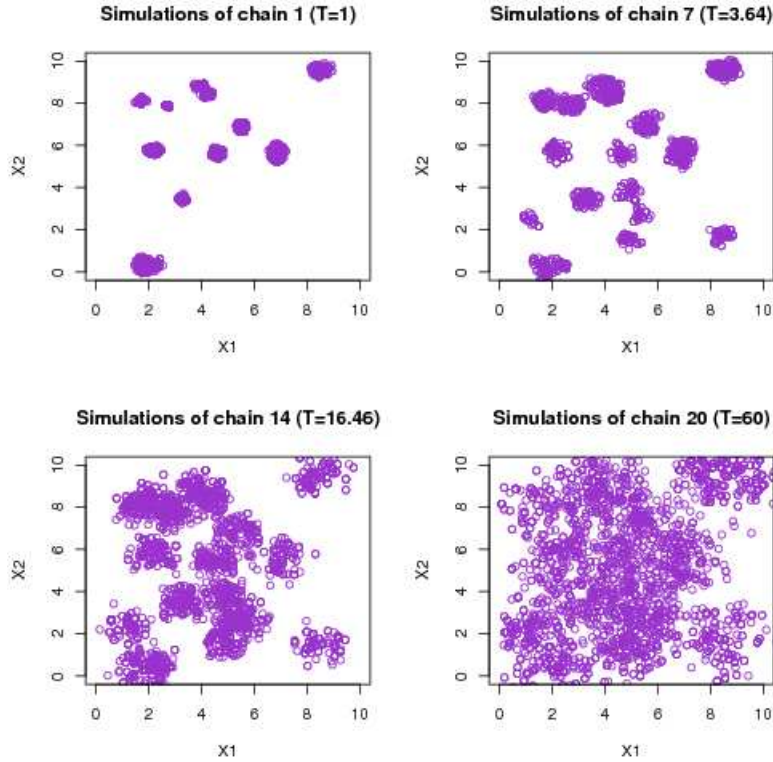 Simulations of chain 1 (T=1)
X2
0 2 4 6 8 10
0 2 4 6 8 10
X1
Simulations of chain 7 (T=3.64)
X2
0 2 4 6 8 10
0 2 4 6 8 10
X1
Simulations of chain 14 (T=16.46)
X2
0 2 4 6 8 10
0 2 4 6 8 10
X1
Simulations of chain 20 (T=60)
X2
0 2 4 6 8 10
0 2 4 6 8 10
X1